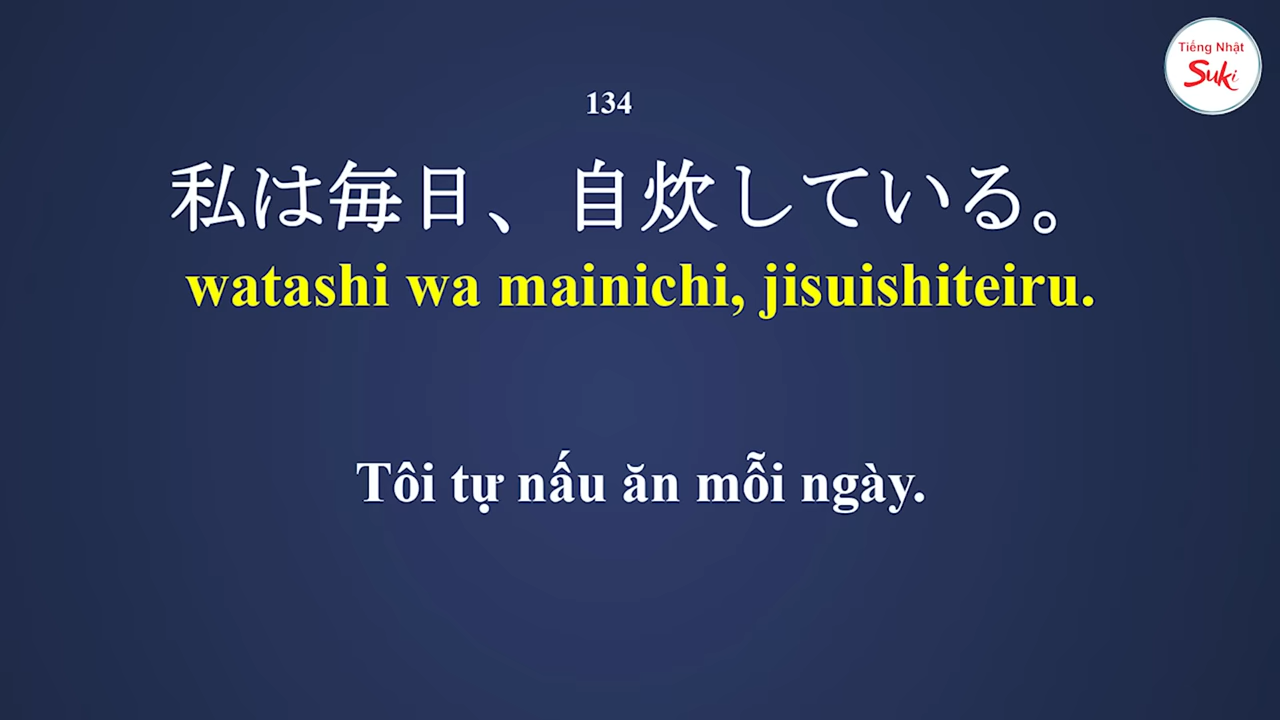 Tiếng Nhật
Suki
134
私は毎日、自炊している。
watashi wa mainichi, jisuishiteiru.
Tôi tự nấu ăn mỗi ngày.